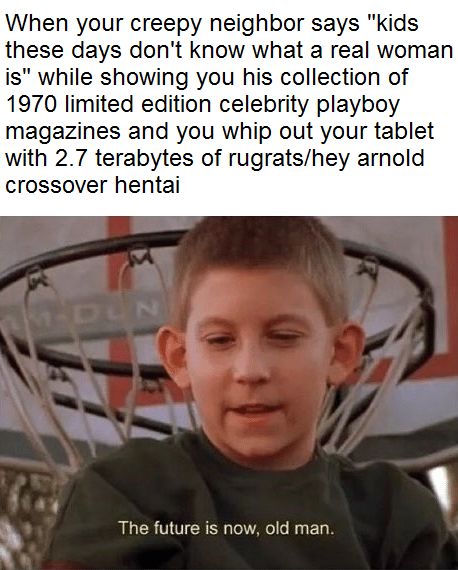 When your creepy neighbor says "kids
these days don't know what a real woman
is" while showing you his collection of
1970 limited edition celebrity playboy
magazines and you whip out your tablet
with 2.7 terabytes of rugrats/hey arnold
crossover hentai
The future is now, old man.